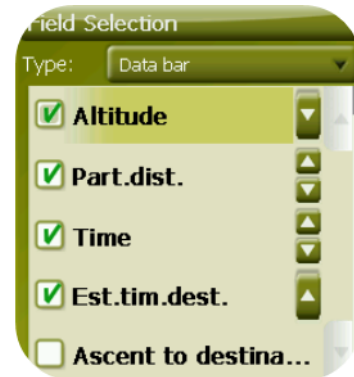 Field Selection
Type: Data bar
Altitude
Part.dist.
Time
Est.tim.dest.
Ascent to destina...